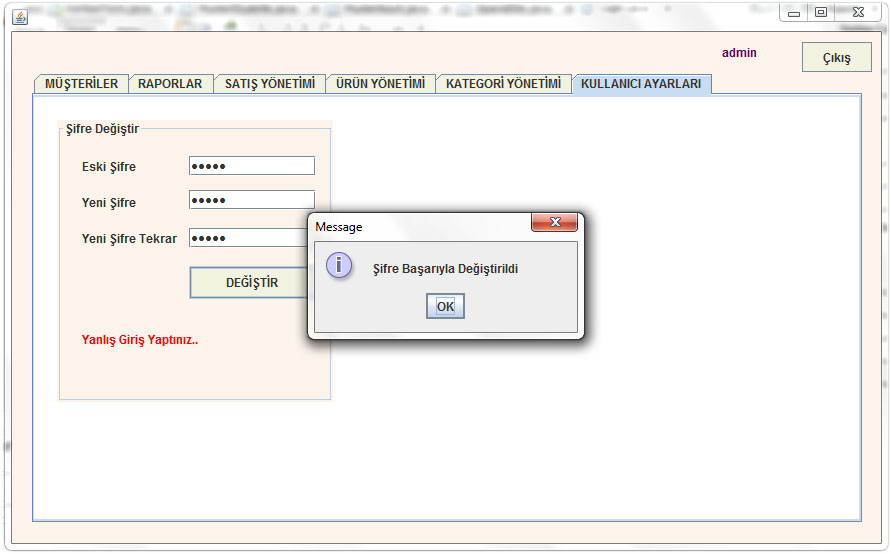 admin
Çıkış
MÜŞTERİLER RAPORLAR SATIŞ YÖNETİMİ ÜRÜN YÖNETİMİ KATEGORİ YÖNETİMİ KULLANICI AYARLARI
Şifre Değiştir
Eski Şifre
Yeni Şifre
Yeni Şifre Tekrar
DEĞİŞTİR
Yanlış Giriş Yaptınız..
Message
Şifre Başarıyla Değiştirildi
OK